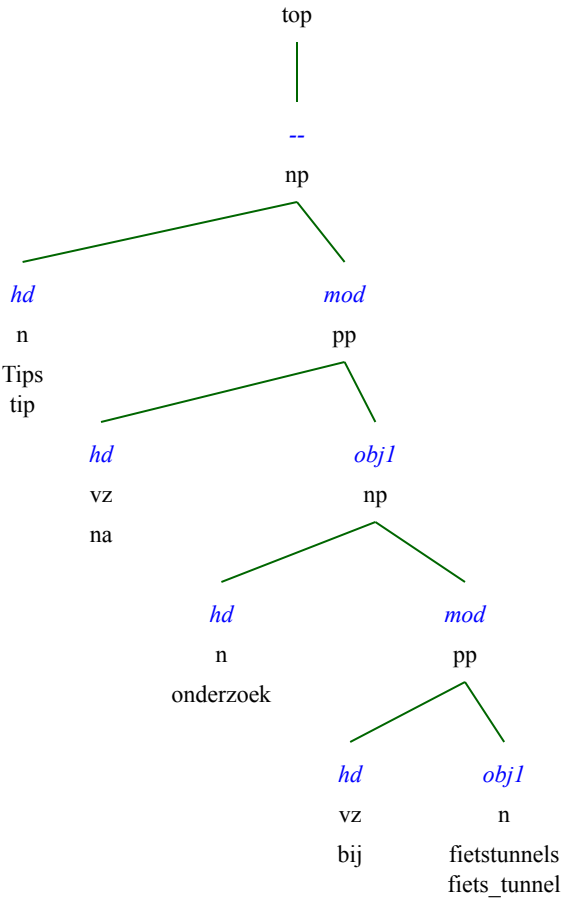 top
--
np
hd mod
n pp
Tips
tip
hd obj1
vz np
na
hd mod
n pp
onderzoek
hd obj1
vz n
bij fietstunnels
fiets_tunnel